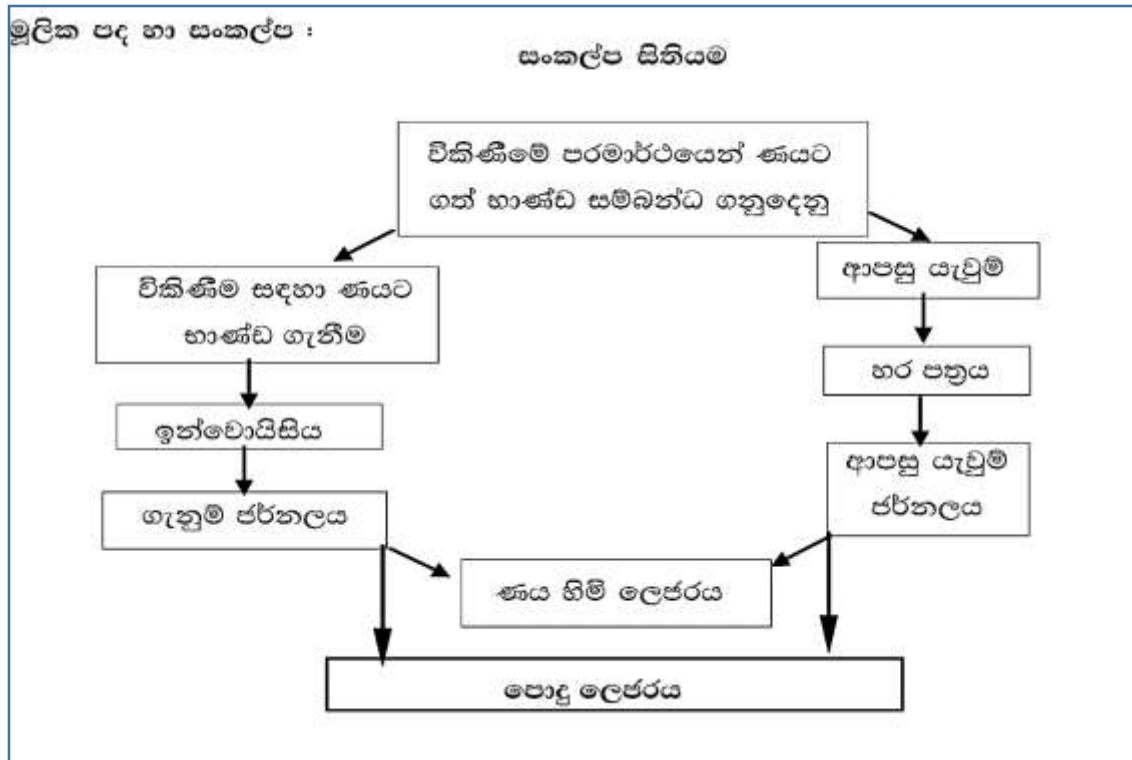 මූලික පද හා සංකල්ප :
සංකල්ප සිතියම
විකිණීමේ පරමාර්ථයෙන් ණයට
ගත් භාණ්ඩ සම්බන්ධ ගනුදෙනු
විකිණීම සඳහා ණයට
භාණ්ඩ ගැනීම
ආපසු යැවුම්
ඉන්වොයිසිය
හර පත්‍රය
ගැනුම් ජර්නලය
ආපසු යැවුම්
ජර්නලය
ණය හිමි ලෙජරය
පොදු ලෙජරය